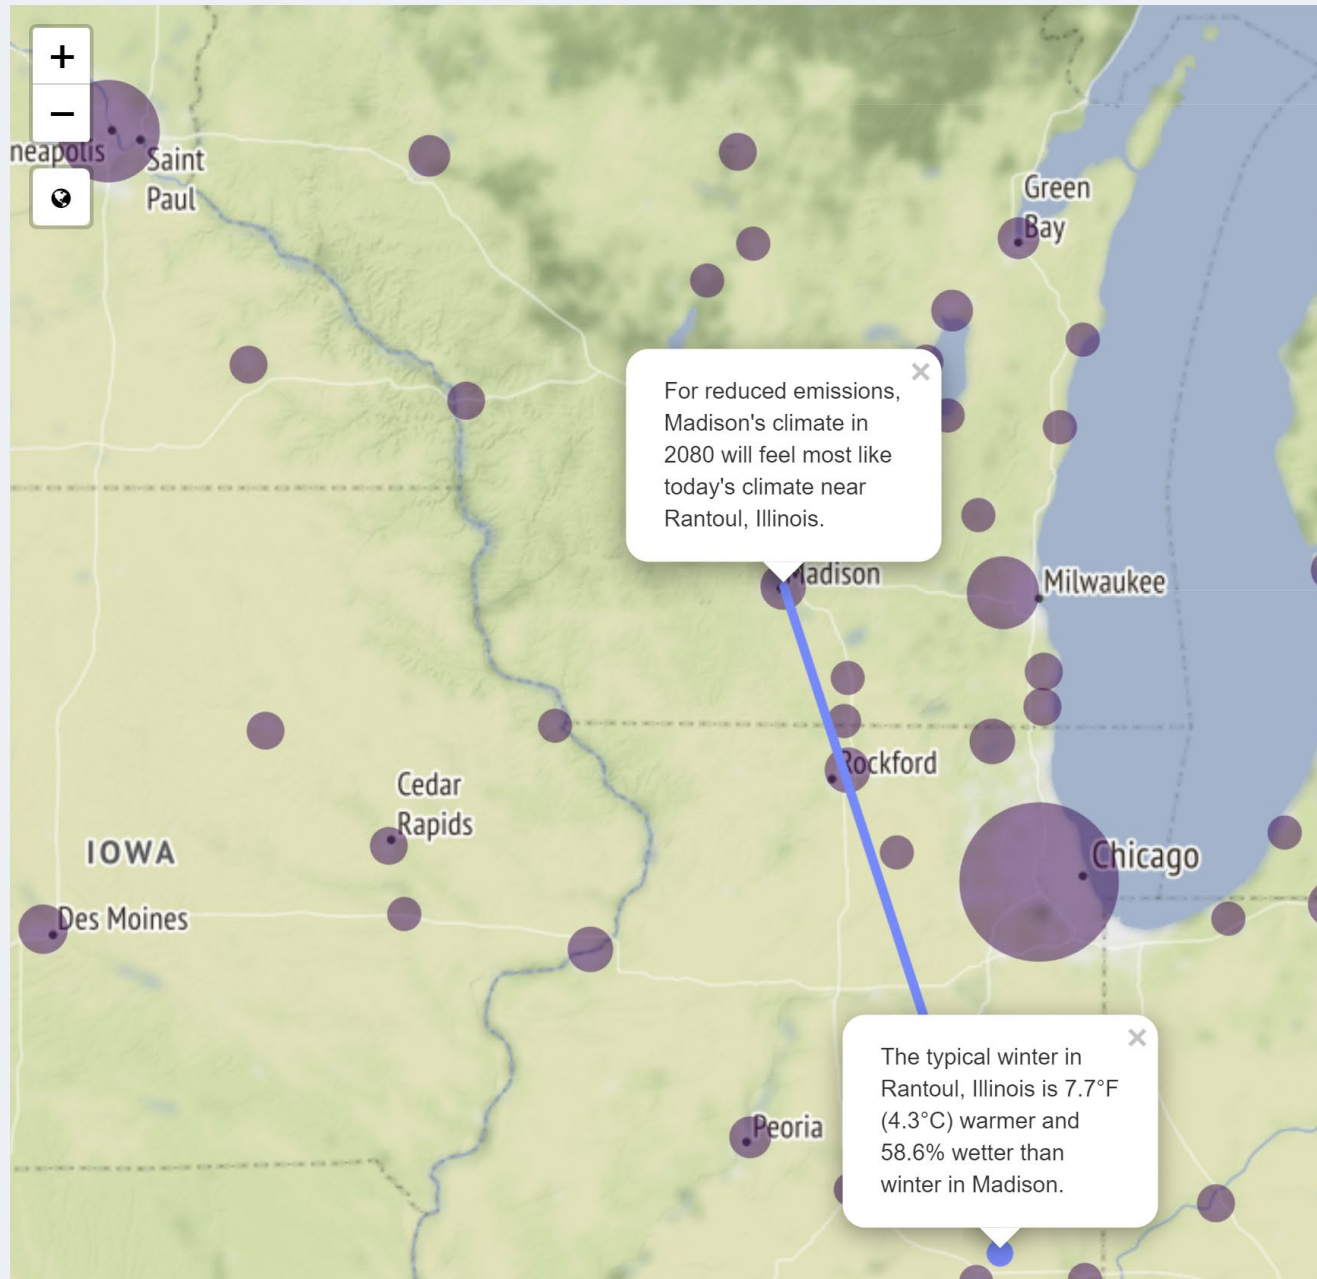 +
−
neapolis
Saint
Paul
Green
Bay
For reduced emissions,
Madison's climate in
2080 will feel most like
today's climate near
Rantoul, Illinois.
×
Madison
Milwaukee
Rockford
Cedar
Rapids
IOWA
Chicago
Des Moines
The typical winter in
Rantoul, Illinois is 7.7°F
(4.3°C) warmer and
58.6% wetter than
winter in Madison.
×
Peoria